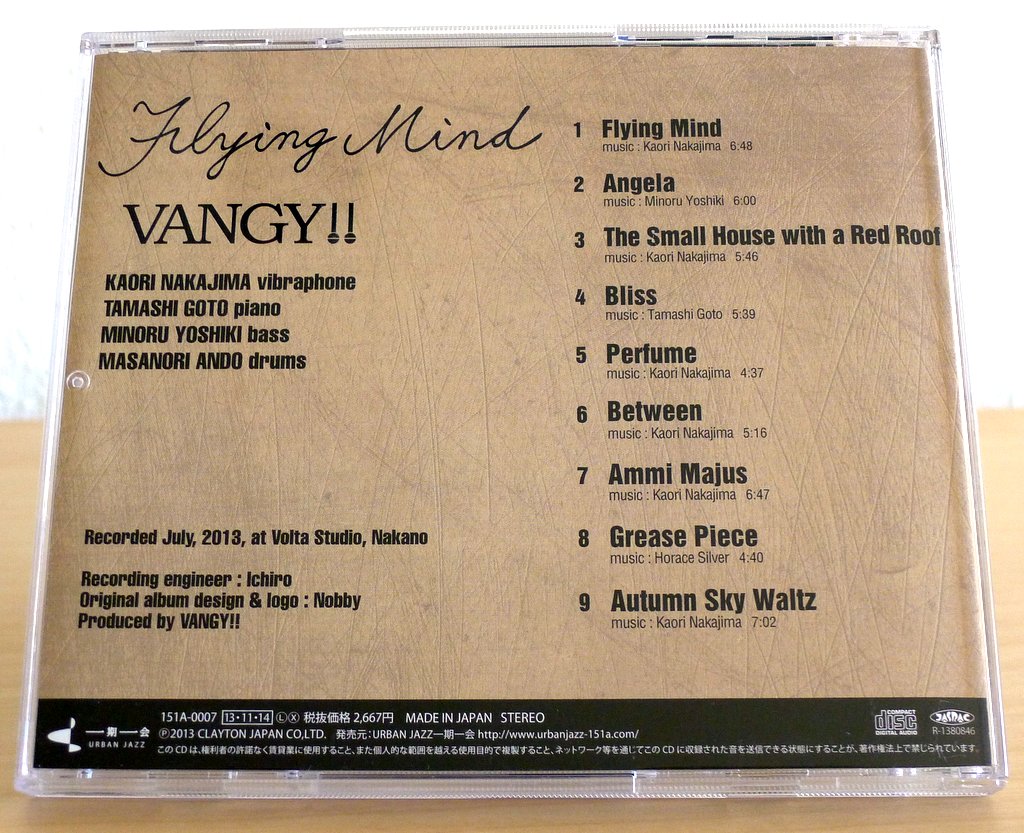 Flying Mind
VANGY!!
KAORI NAKAJIMA vibraphone
TAMASHI GOTO piano
MINORU YOSHIKI bass
MASANORI ANDO drums
Recorded July, 2013, at Volta Studio, Nakano
Recording engineer : Ichiro
Original album design & logo : Nobby
Produced by VANGY!!
1 Flying Mind
music : Kaori Nakajima 6:48
2 Angela
music : Minoru Yoshiki 6:00
3 The Small House with a Red Roof
music : Kaori Nakajima 5:46
4 Bliss
music : Tamashi Goto 5:39
5 Perfume
music : Kaori Nakajima 4:37
6 Between
music : Kaori Nakajima 5:16
7 Ammi Majus
music : Kaori Nakajima 6:47
8 Grease Piece
music : Horace Silver 4:40
9 Autumn Sky Waltz
music : Kaori Nakajima 7:02
一期一会
URBAN JAZZ
151A-0007 13・11・14 Ⓛ Ⓧ 税抜価格 2,667円 MADE IN JAPAN STEREO
℗2013 CLAYTON JAPAN CO,LTD. 発売元：URBAN JAZZ一期一会 http://www.urbanjazz-151a.com/
このCDは、権利者の許諾なく賃貸業に使用すること、また個人的な範囲を越える使用目的で複製すること、ネットワーク等を通じてこのCDに収録された音を送信できる状態にすることが、著作権法上で禁じられています。
COMPACT
disc
DIGITAL AUDIO
JASRAC
R-1380846